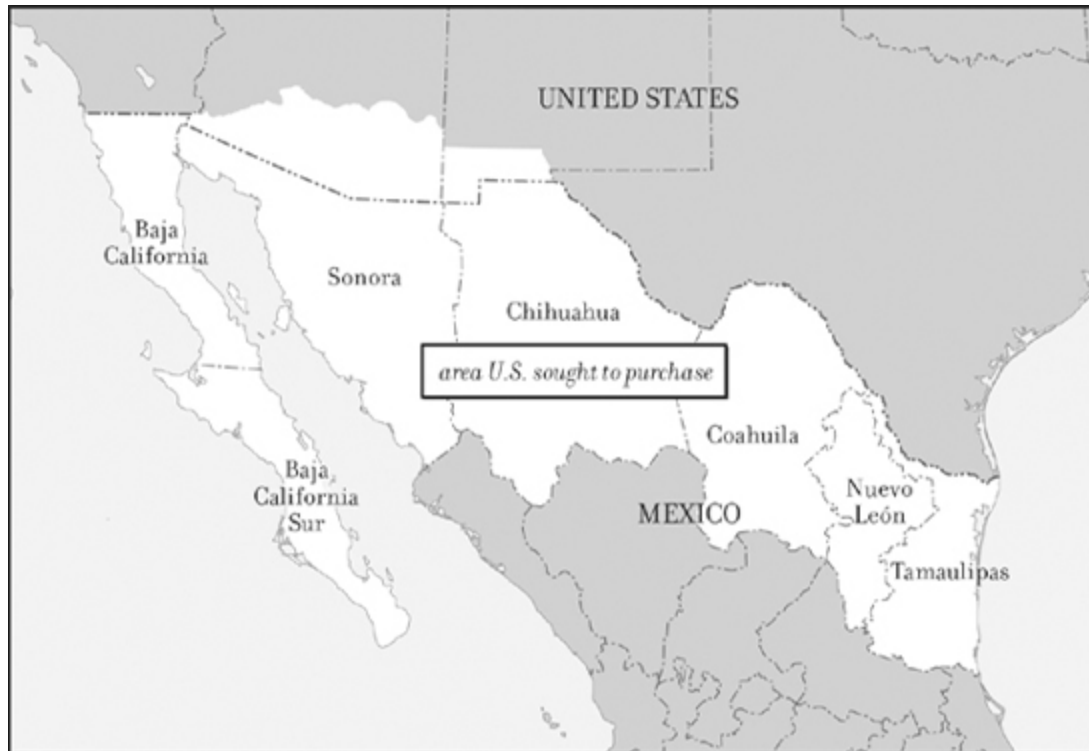 UNITED STATES
Baja
California
Sonora
Chihuahua
area U.S. sought to purchase
Coahuila
Baja
California
Sur
Nuevo
León
MEXICO
Tamaulipas